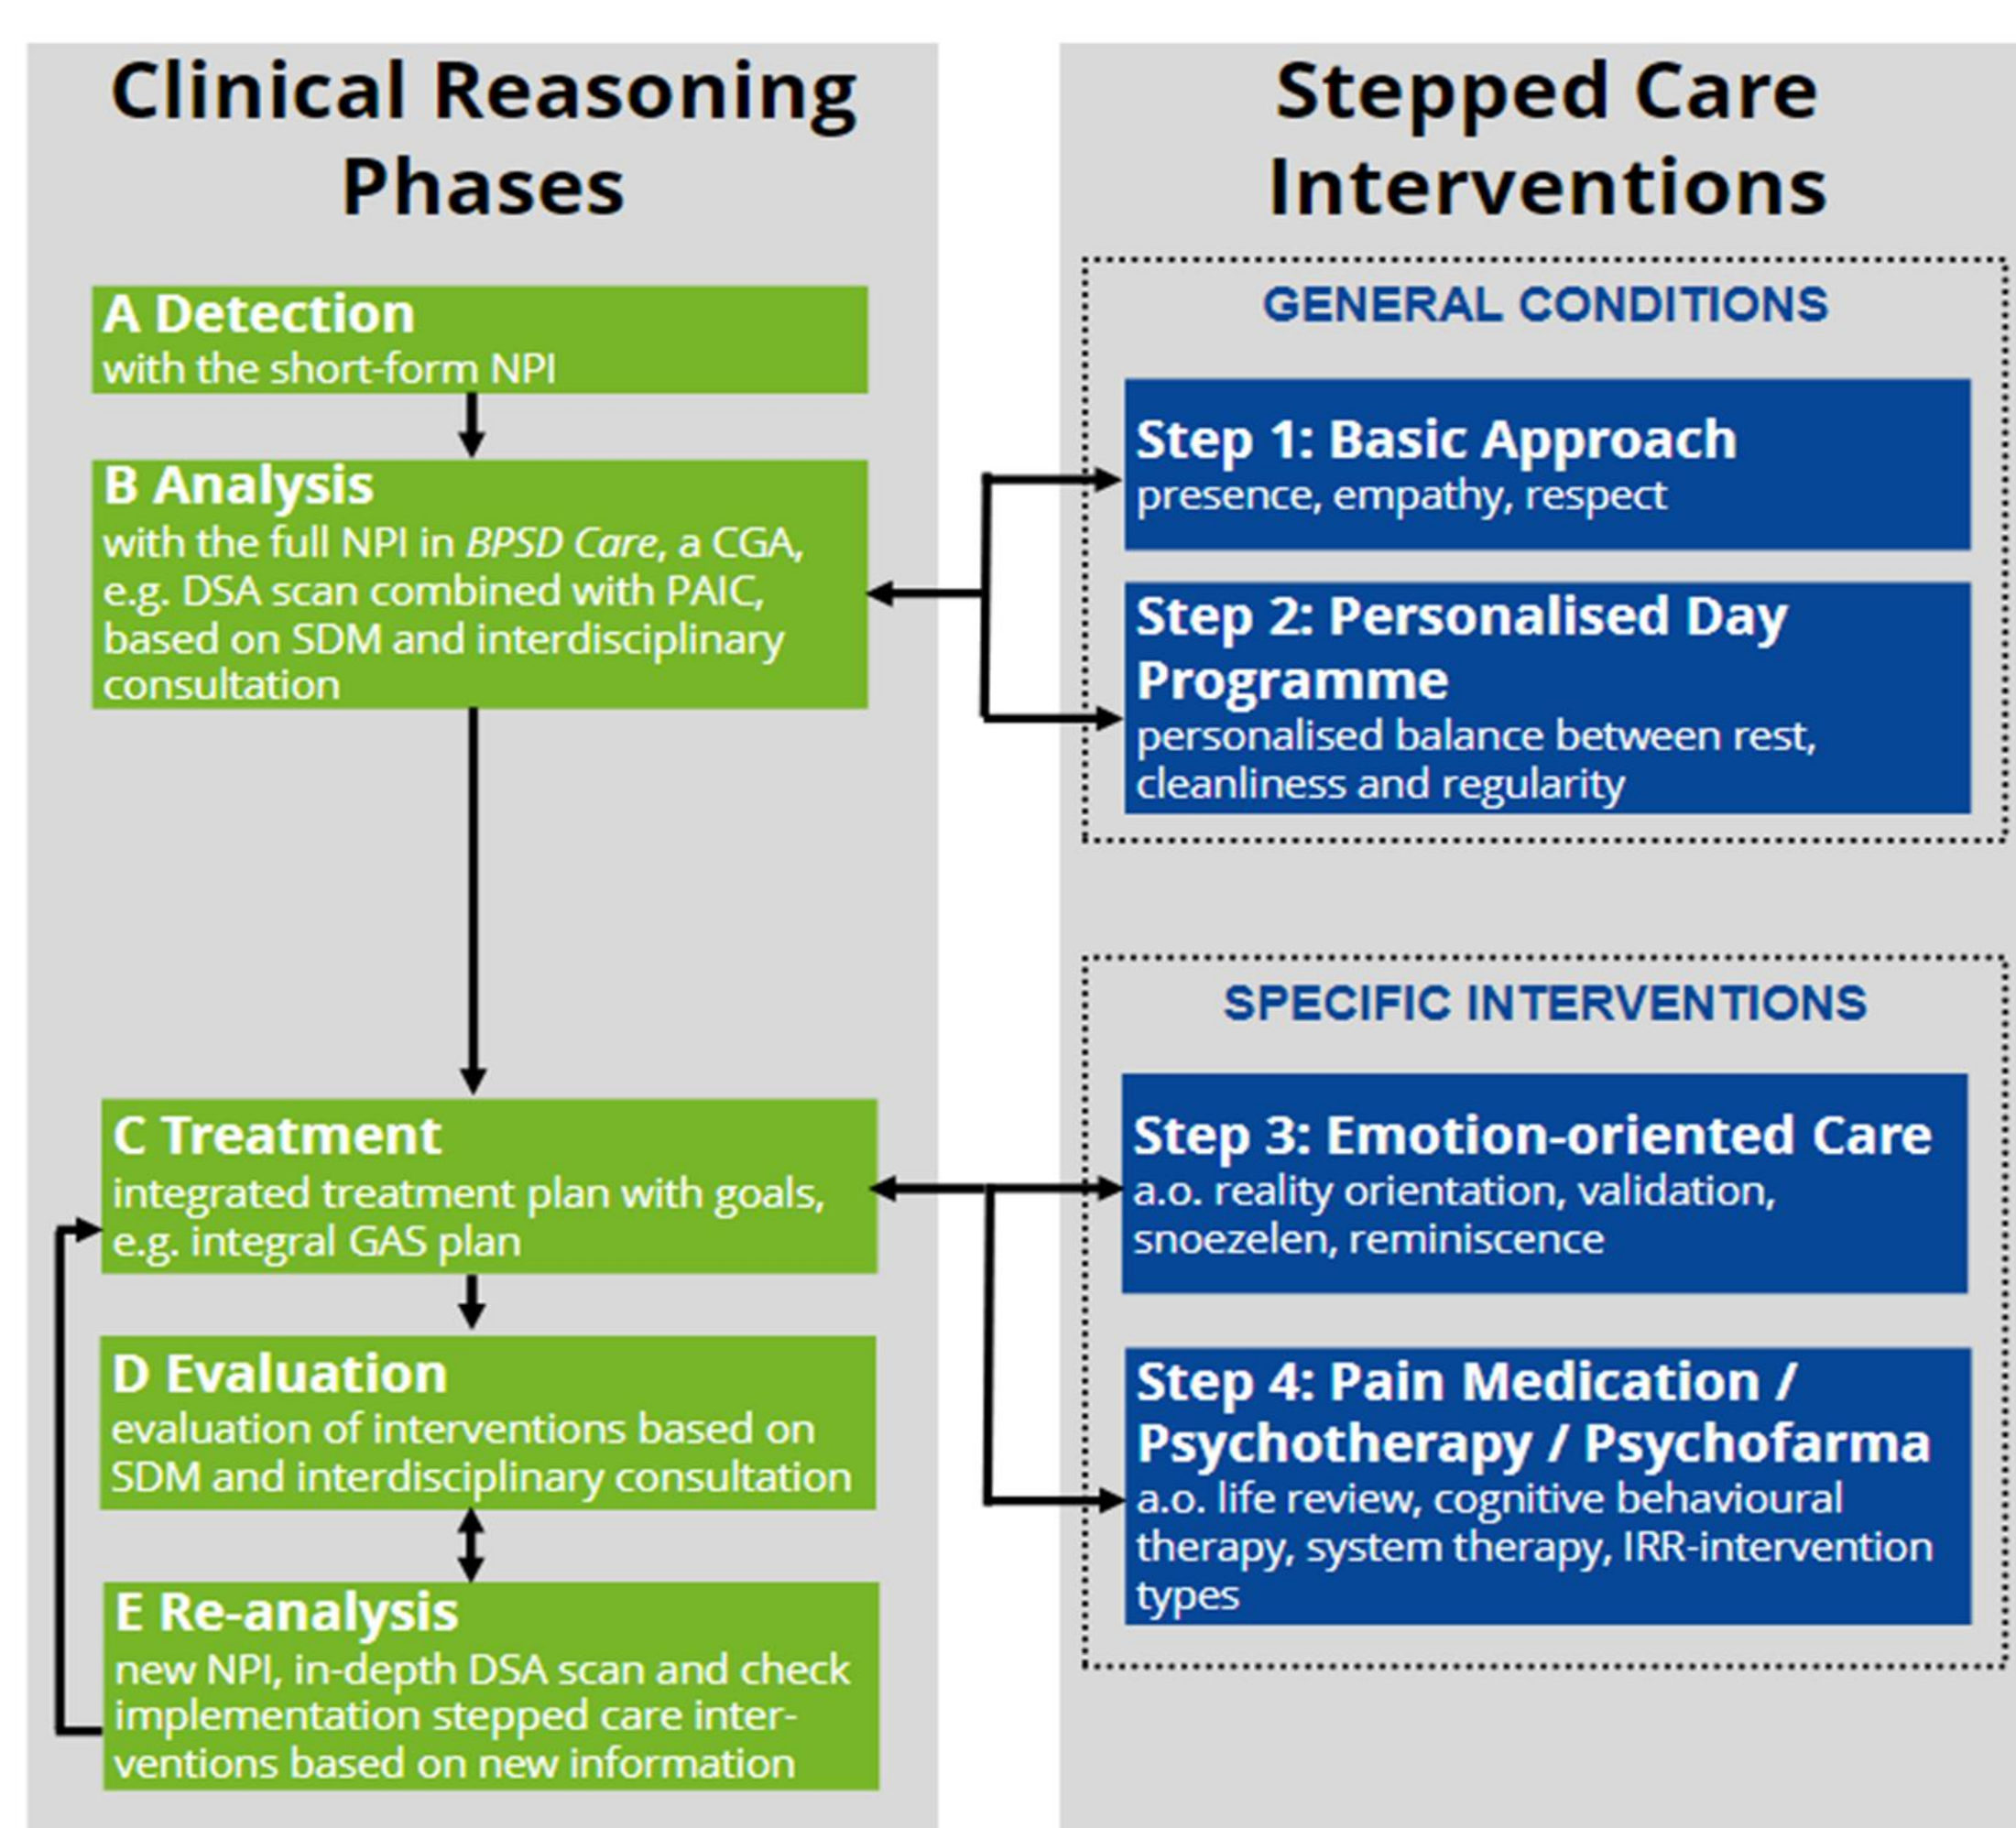 Clinical Reasoning
Phases
A Detection
with the short-form NPI
B Analysis
with the full NPI in BPSD Care, a CGA,
e.g. DSA scan combined with PAIC,
based on SDM and interdisciplinary
consultation
C Treatment
integrated treatment plan with goals,
e.g. integral GAS plan
D Evaluation
evaluation of interventions based on
SDM and interdisciplinary consultation
E Re-analysis
new NPI, in-depth DSA scan and check
implementation stepped care inter-
ventions based on new information
Stepped Care
Interventions
GENERAL CONDITIONS
Step 1: Basic Approach
presence, empathy, respect
Step 2: Personalised Day
Programme
personalised balance between rest,
cleanliness and regularity
SPECIFIC INTERVENTIONS
Step 3: Emotion-oriented Care
a.o. reality orientation, validation,
snoezelen, reminiscence
Step 4: Pain Medication /
Psychotherapy / Psychofarma
a.o. life review, cognitive behavioural
therapy, system therapy, IRR-intervention
types